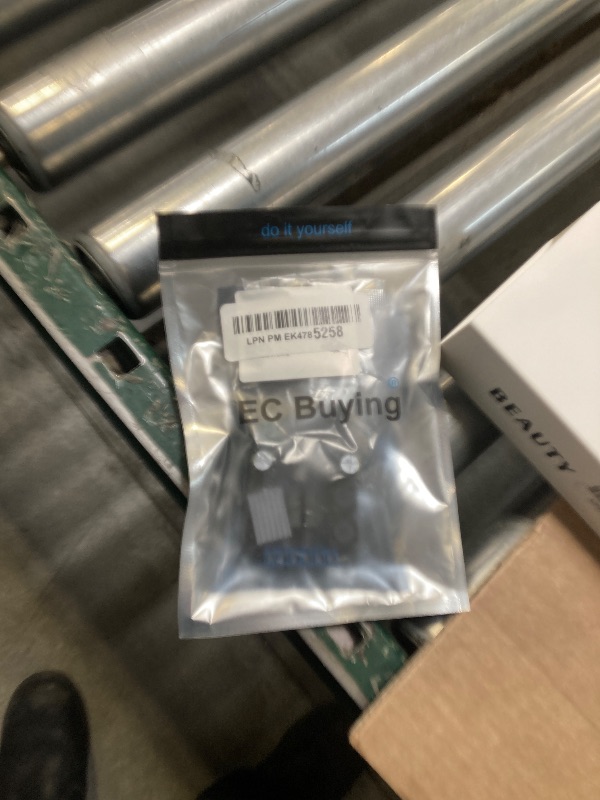 do it yourself
LPN PM EK4785258
EC Buying®
BEAUTY